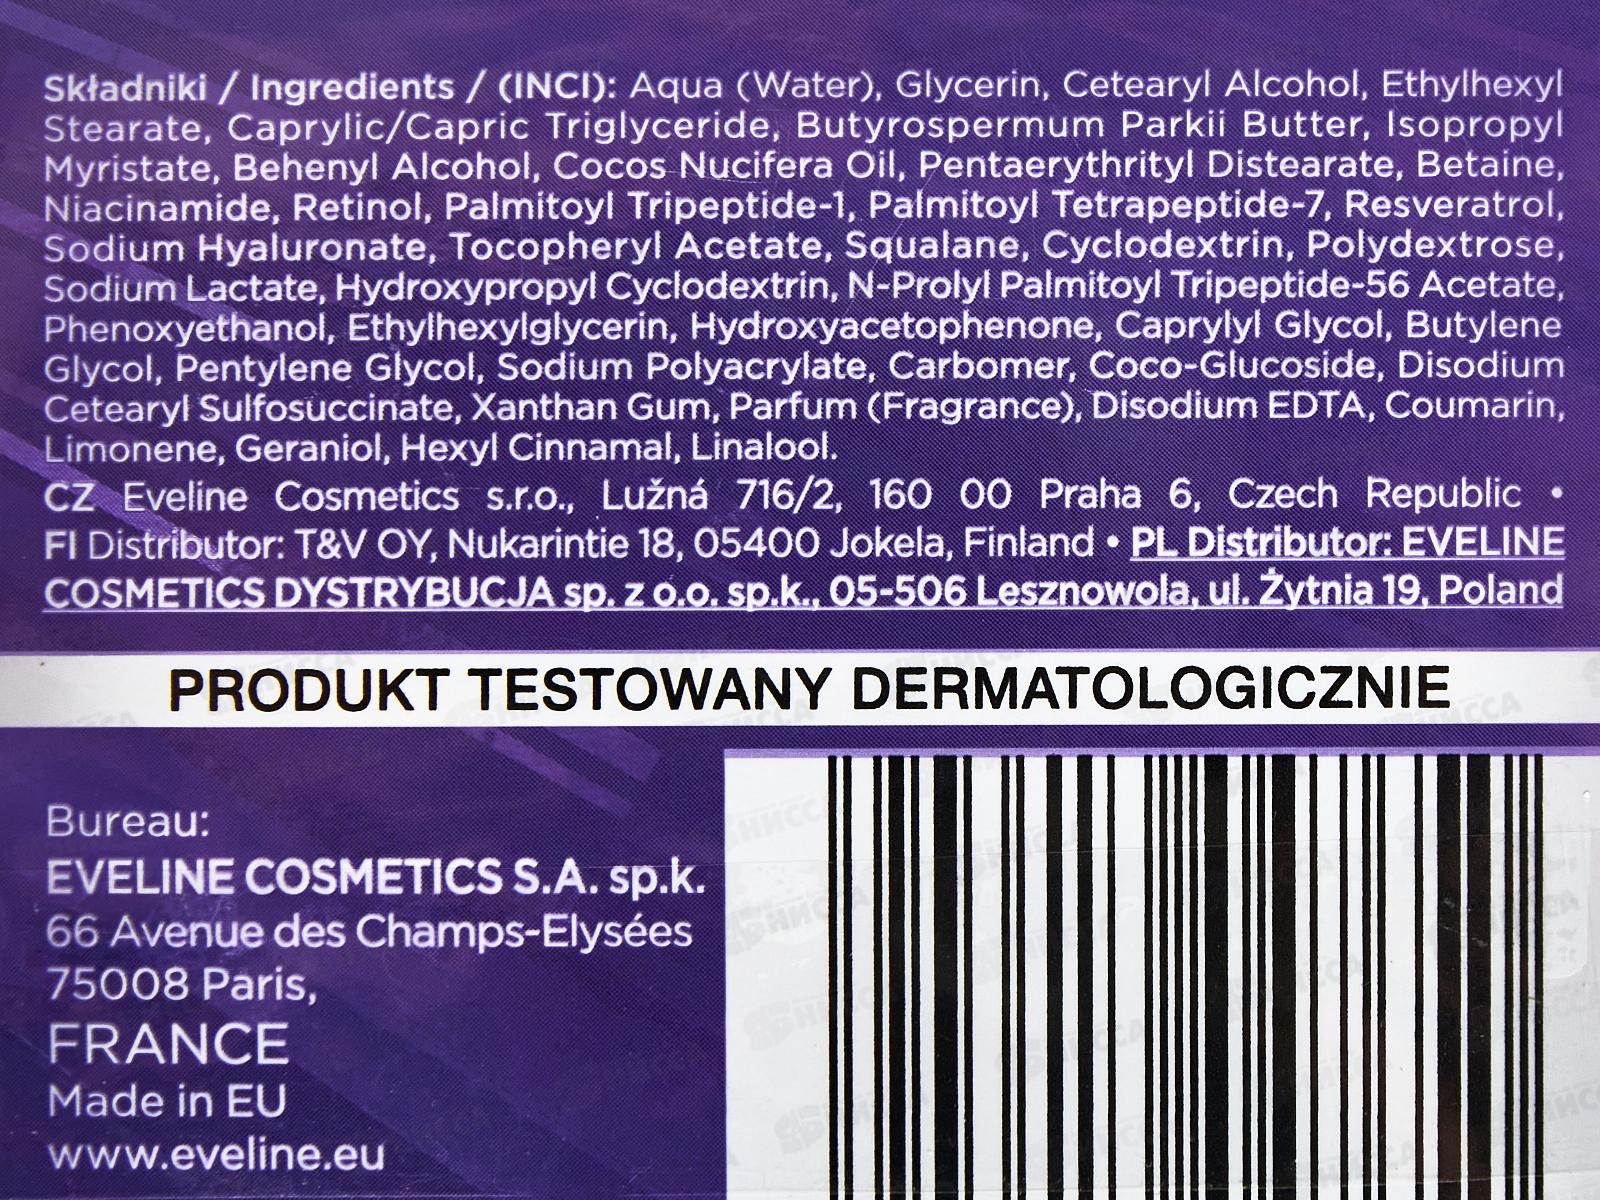 Składniki / Ingredients / (INCI): Aqua (Water), Glycerin, Cetearyl Alcohol, Ethylhexyl
Stearate, Caprylic/Capric Triglyceride, Butyrospermum Parkii Butter, Isopropyl
Myristate, Behenyl Alcohol, Cocos Nucifera Oil, Pentaerythrityl Distearate, Betaine,
Niacinamide, Retinol, Palmitoyl Tripeptide-1, Palmitoyl Tetrapeptide-7, Resveratrol,
Sodium Hyaluronate, Tocopheryl Acetate, Squalane, Cyclodextrin, Polydextrose,
Sodium Lactate, Hydroxypropyl Cyclodextrin, N-Prolyl Palmitoyl Tripeptide-56 Acetate,
Phenoxyethanol, Ethylhexylglycerin, Hydroxyacetophenone, Caprylyl Glycol, Butylene
Glycol, Pentylene Glycol, Sodium Polyacrylate, Carbomer, Coco-Glucoside, Disodium
Cetearyl Sulfosuccinate, Xanthan Gum, Parfum (Fragrance), Disodium EDTA, Coumarin,
Limonene, Geraniol, Hexyl Cinnamal, Linalool.
CZ Eveline Cosmetics s.r.o., Lužná 716/2, 160 00 Praha 6, Czech Republic •
FI Distributor: T&V OY, Nukarintie 18, 05400 Jokela, Finland • PL Distributor: EVELINE
COSMETICS DYSTRYBUCJA sp. z o.o. sp.k., 05-506 Lesznowola, ul. Żytnia 19, Poland
PRODUKT TESTOWANY DERMATOLOGICZNIE
Bureau:
EVELINE COSMETICS S.A. sp.k.
66 Avenue des Champs-Elysées
75008 Paris,
FRANCE
Made in EU
www.eveline.eu